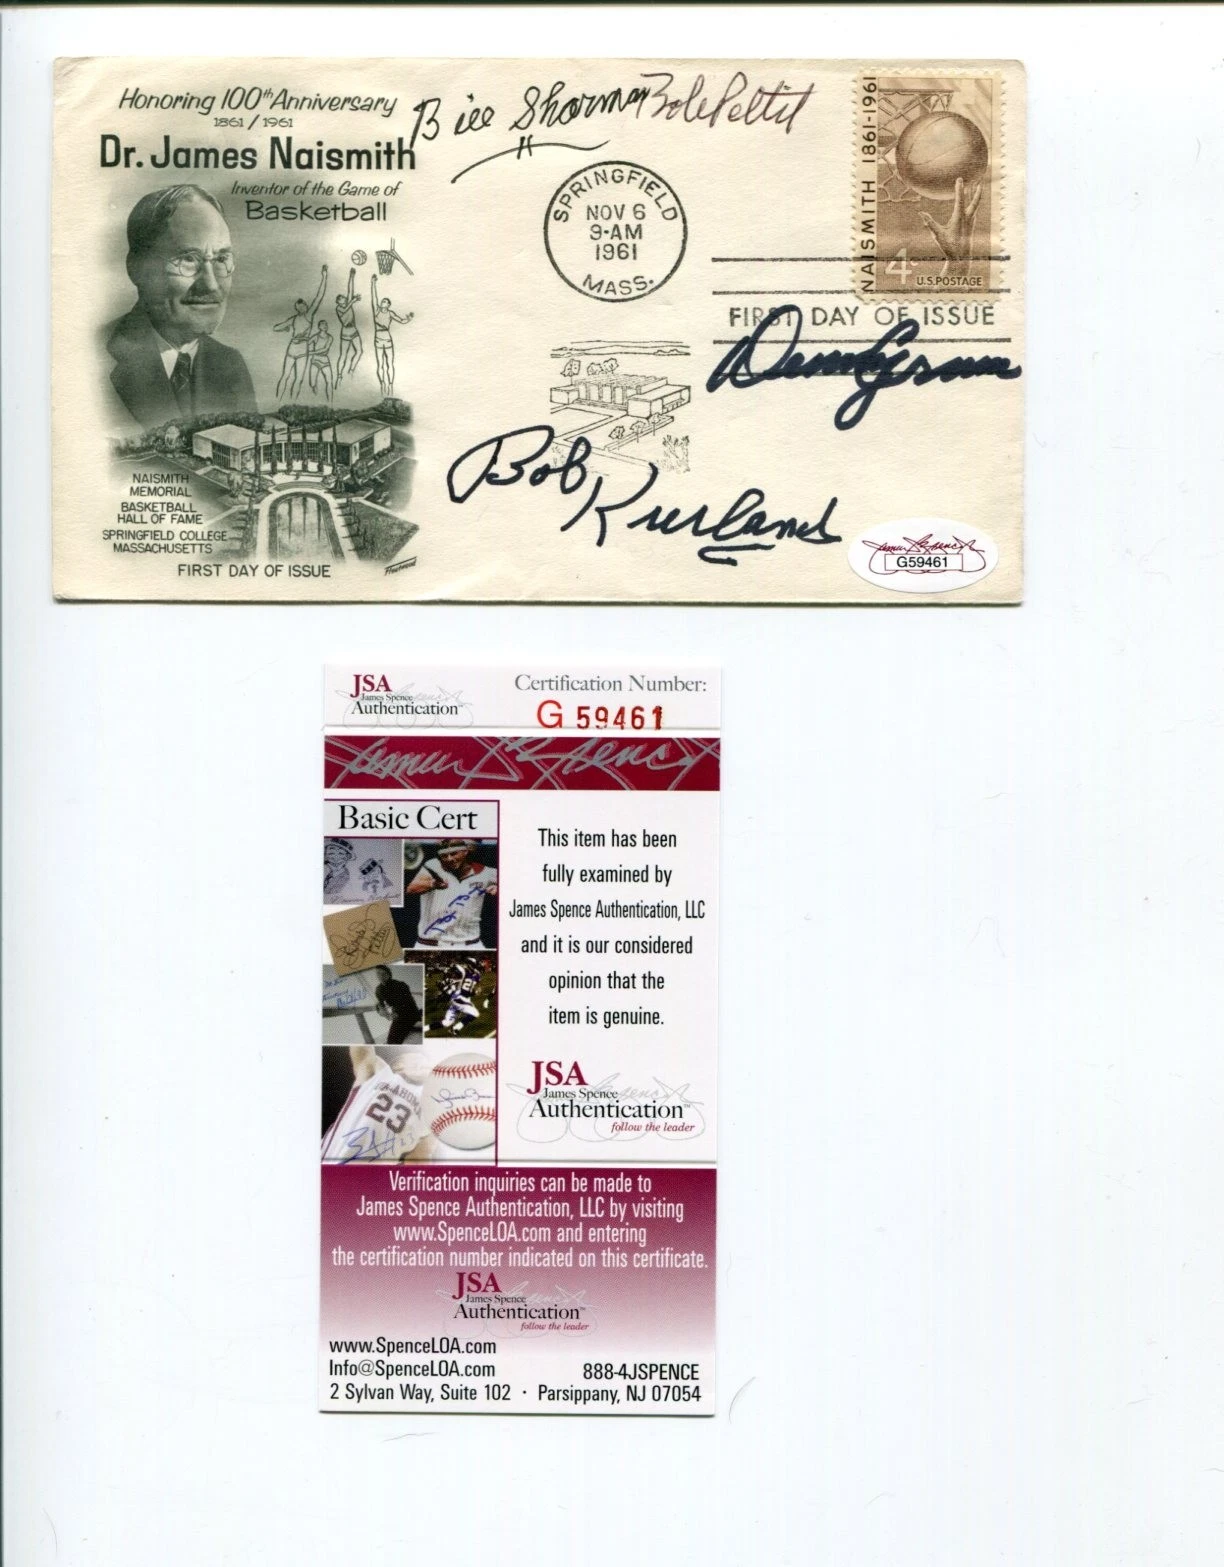 Honoring 100th Anniversary
1861/1961
Dr. James Naismith
Inventor of the Game of
Basketball
NAISMITH
MEMORIAL
BASKETBALL
HALL OF FAME
SPRINGFIELD COLLEGE
MASSACHUSETTS
FIRST DAY OF ISSUE
Fleetwood
Bill Sharman
Bob Pettit
SPRINGFIELD
NOV 6
9-AM
1961
MASS.
NAISMITH 1861-1961
4c
U.S. POSTAGE
FIRST DAY OF ISSUE
Bob Kurland
G59461
JSA
James Spence
Authentication™
Certification Number:
G 59461
Basic Cert
23
This item has been
fully examined by
James Spence Authentication, LLC
and it is our considered
opinion that the
item is genuine.
JSA
James Spence
Authentication™
follow the leader
Verification inquiries can be made to
James Spence Authentication, LLC by visiting
www.SpenceLOA.com and entering
the certification number indicated on this certificate.
JSA
James Spence
Authentication™
follow the leader
www.SpenceLOA.com
Info@SpenceLOA.com
888-4JSPENCE
2 Sylvan Way, Suite 102 · Parsippany, NJ 07054